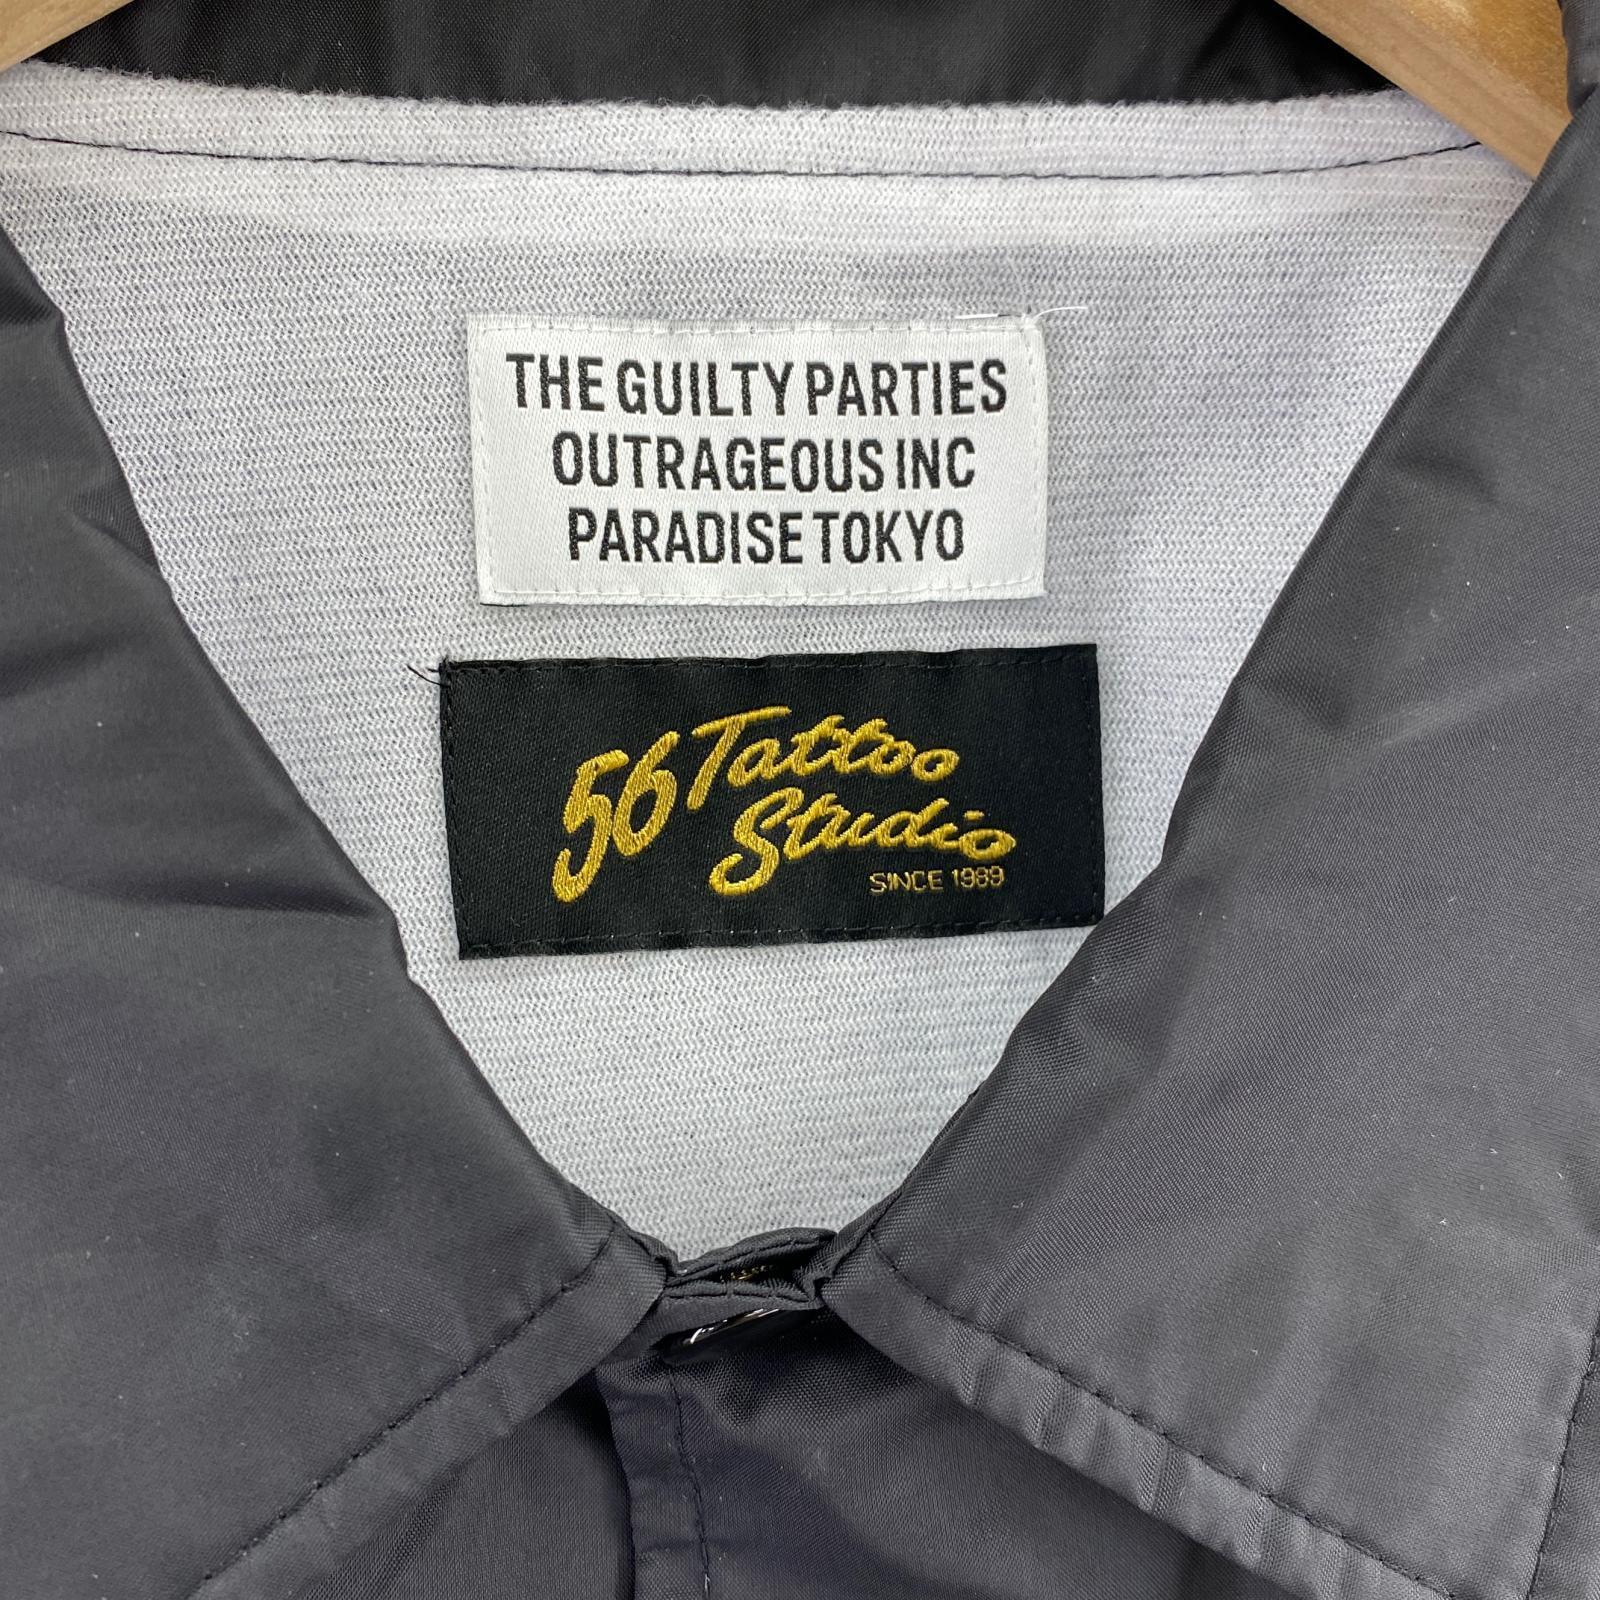 THE GUILTY PARTIES
OUTRAGEOUS INC
PARADISE TOKYO
56 Tattoo
Studio
SINCE 1989